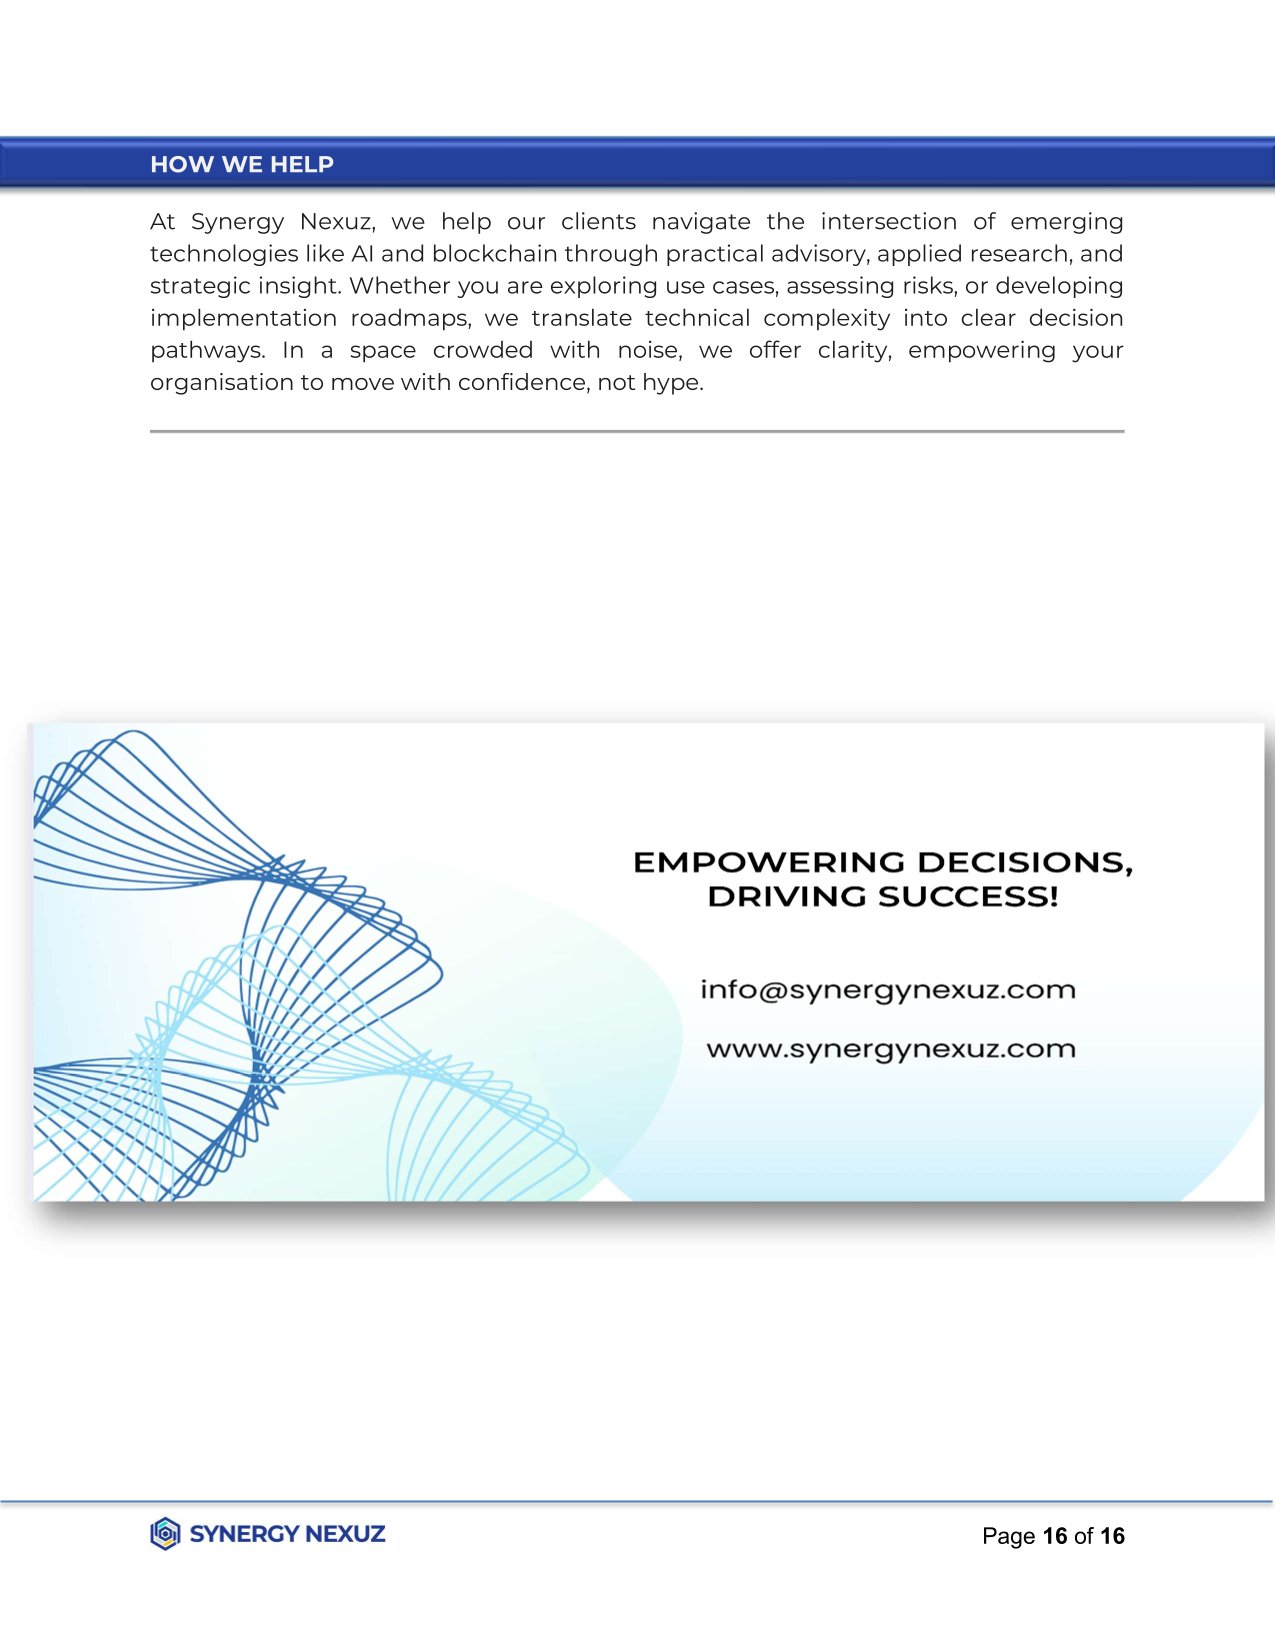 HOW WE HELP
At Synergy Nexuz, we help our clients navigate the intersection of emerging
technologies like AI and blockchain through practical advisory, applied research, and
strategic insight. Whether you are exploring use cases, assessing risks, or developing
implementation roadmaps, we translate technical complexity into clear decision
pathways. In a space crowded with noise, we offer clarity, empowering your
organisation to move with confidence, not hype.
EMPOWERING DECISIONS,
DRIVING SUCCESS!
info@synergynexuz.com
www.synergynexuz.com
SYNERGY NEXUZ
Page 16 of 16